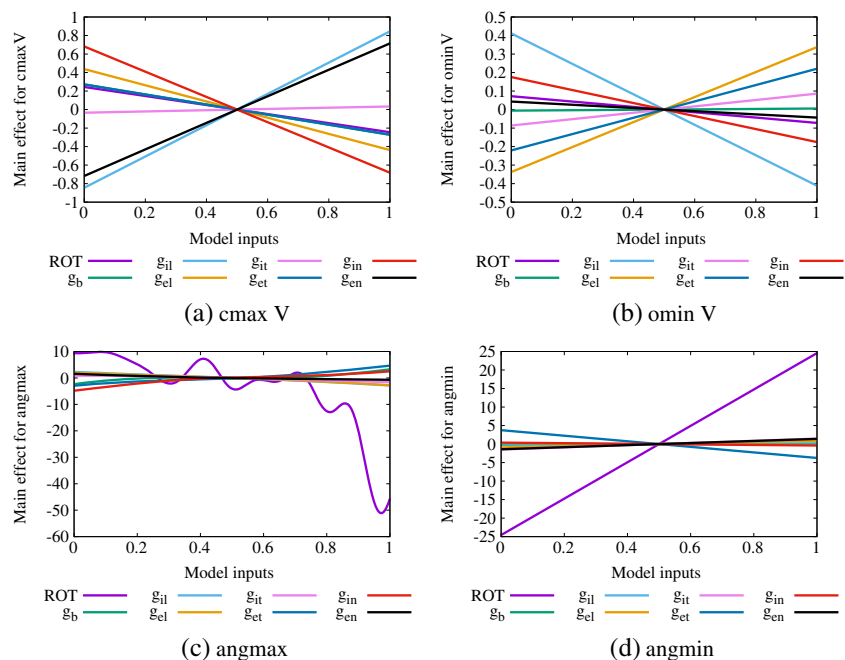 Main effect for cmax V
1
0.8
0.6
0.4
0.2
0
-0.2
-0.4
-0.6
-0.8
-1
0 0.2 0.4 0.6 0.8 1
Model inputs
ROT g_il g_it g_in
g_b g_el g_et g_en
(a) cmax V
Main effect for omin V
0.5
0.4
0.3
0.2
0.1
0
-0.1
-0.2
-0.3
-0.4
-0.5
0 0.2 0.4 0.6 0.8 1
Model inputs
ROT g_il g_it g_in
g_b g_el g_et g_en
(b) omin V
Main effect for angmax
10
0
-10
-20
-30
-40
-50
-60
0 0.2 0.4 0.6 0.8 1
Model inputs
ROT g_il g_it g_in
g_b g_el g_et g_en
(c) angmax
Main effect for angmin
25
20
15
10
5
0
-5
-10
-15
-20
-25
0 0.2 0.4 0.6 0.8 1
Model inputs
ROT g_il g_it g_in
g_b g_el g_et g_en
(d) angmin